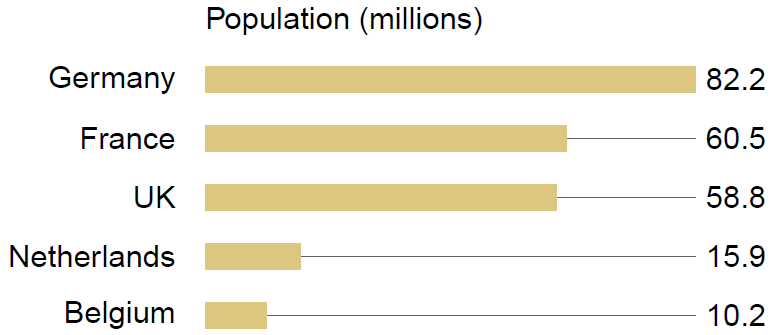 Population (millions)
Germany 82.2
France 60.5
UK 58.8
Netherlands 15.9
Belgium 10.2